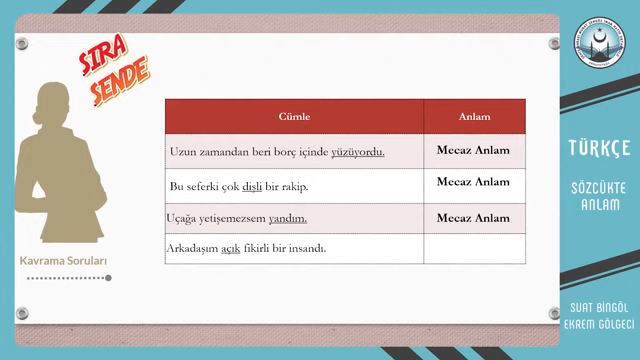 SIRA
SENDE
Cümle
Anlam
Uzun zamandan beri borç içinde yüzüyordu.
Mecaz Anlam
Bu seferki çok dişli bir rakip.
Mecaz Anlam
Uçağa yetişemezsem yandım.
Mecaz Anlam
Arkadaşım açık fikirli bir insandı.
Kavrama Soruları
TÜRKÇE
SÖZCÜKTE
ANLAM
SUAT BİNGÖL
EKREM GÖLGECİ